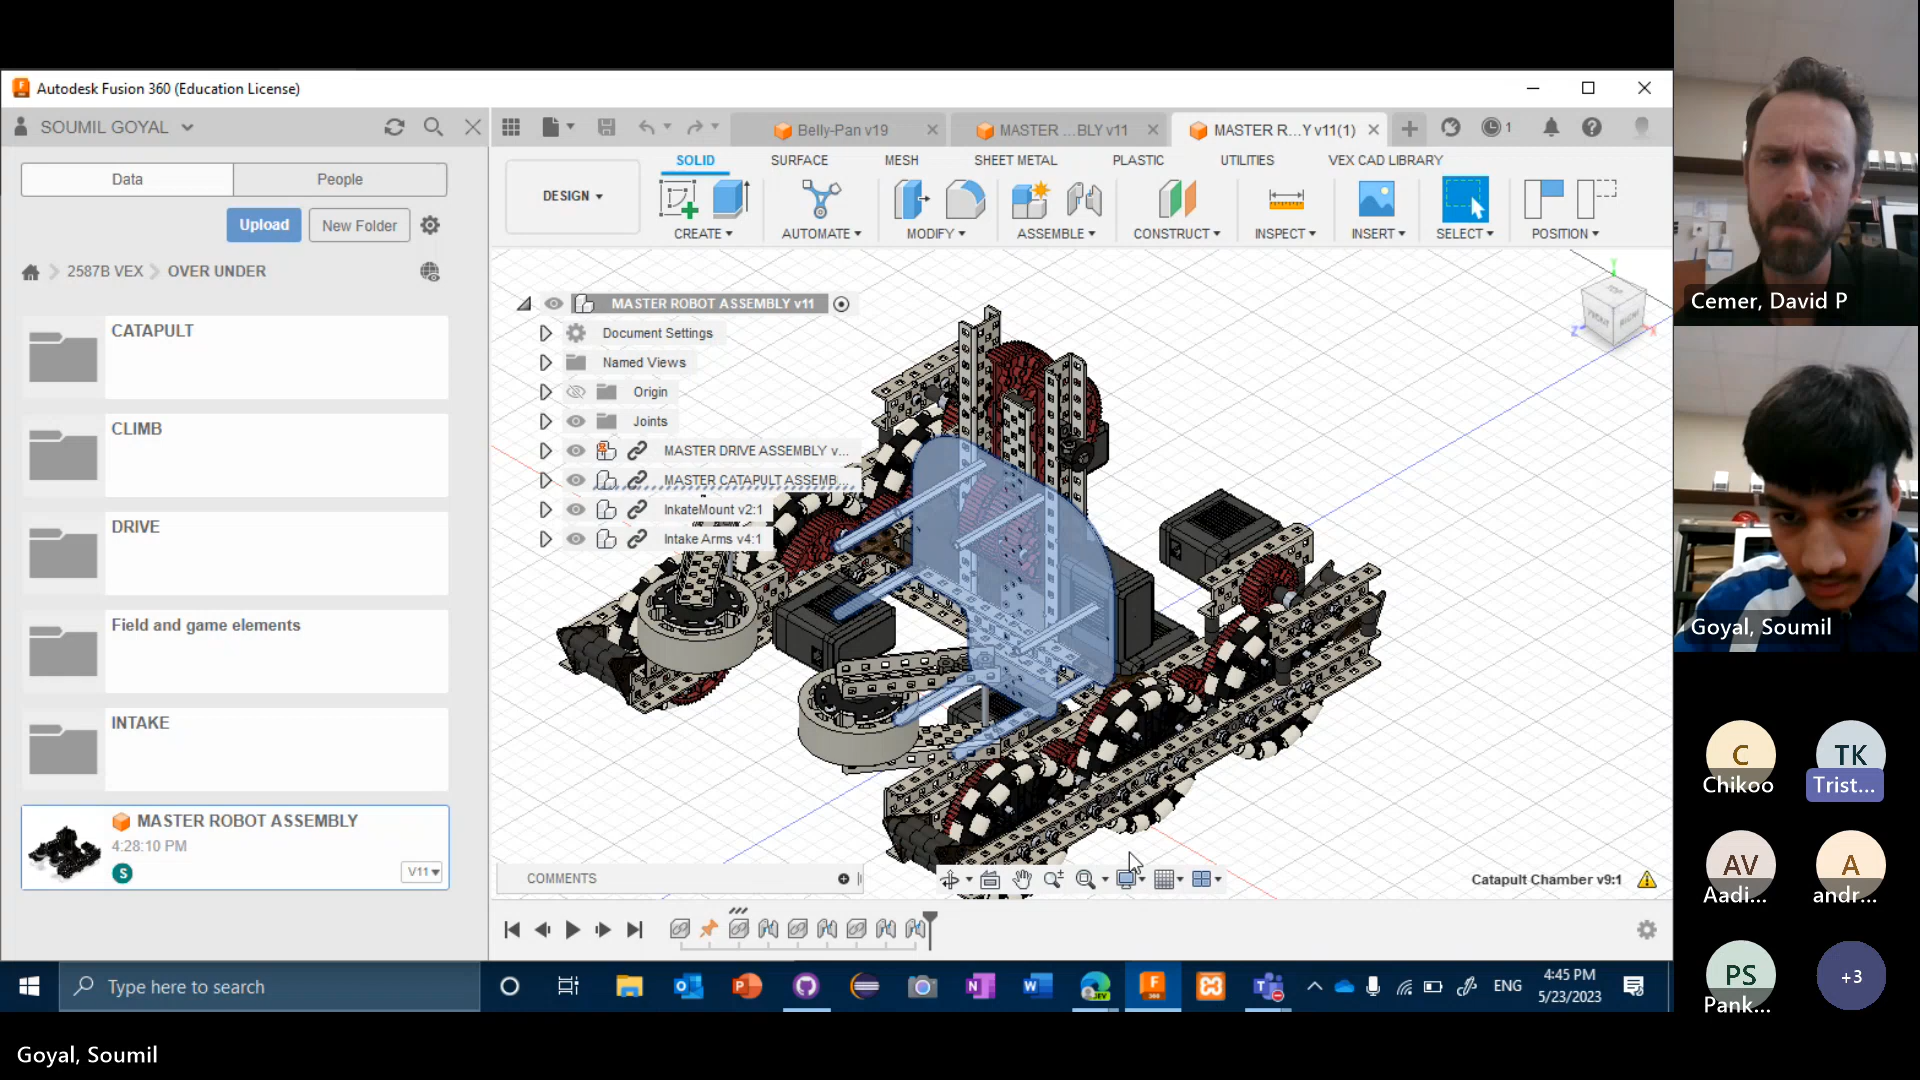 Autodesk Fusion 360 (Education License)
SOUMIL GOYAL
Data
People
Upload
New Folder
2587B VEX
OVER UNDER
CATAPULT
CLIMB
DRIVE
Field and game elements
INTAKE
MASTER ROBOT ASSEMBLY
4:28:10 PM
S
V11
Belly-Pan v19
MASTER ...BLY v11
MASTER R...Y v11(1)
1
SOLID
SURFACE
MESH
SHEET METAL
PLASTIC
UTILITIES
VEX CAD LIBRARY
DESIGN
CREATE
AUTOMATE
MODIFY
ASSEMBLE
CONSTRUCT
INSPECT
INSERT
SELECT
POSITION
MASTER ROBOT ASSEMBLY v11
Document Settings
Named Views
Origin
Joints
MASTER DRIVE ASSEMBLY v...
MASTER CATAPULT ASSEMB...
InkateMount v2:1
Intake Arms v4:1
TOP
FRONT
RIGHT
Y
Z
X
COMMENTS
Catapult Chamber v9:1
Type here to search
ENG
4:45 PM
5/23/2023
Cemer, David P
Goyal, Soumil
C
Chikoo
TK
Trist...
AV
Aadi...
A
andr...
PS
Pank...
+3
Goyal, Soumil